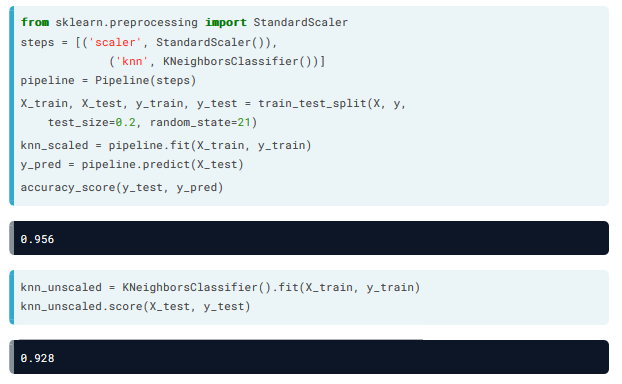 from sklearn.preprocessing import StandardScaler
steps = [('scaler', StandardScaler()),
             ('knn', KNeighborsClassifier())]
pipeline = Pipeline(steps)
X_train, X_test, y_train, y_test = train_test_split(X, y,
    test_size=0.2, random_state=21)
knn_scaled = pipeline.fit(X_train, y_train)
y_pred = pipeline.predict(X_test)
accuracy_score(y_test, y_pred)
0.956
knn_unscaled = KNeighborsClassifier().fit(X_train, y_train)
knn_unscaled.score(X_test, y_test)
0.928